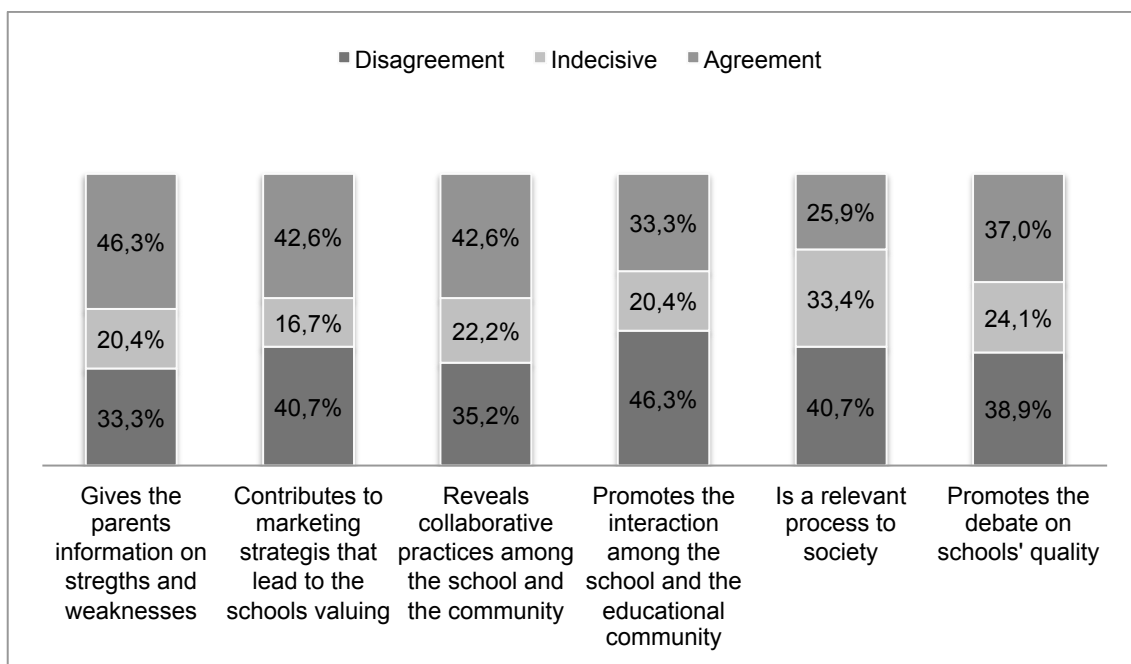 Disagreement Indecisive Agreement
46,3% 42,6% 42,6% 33,3% 25,9% 37,0%
20,4% 16,7% 22,2% 20,4% 33,4% 24,1%
33,3% 40,7% 35,2% 46,3% 40,7% 38,9%
Gives the
parents
information on
stregths and
weaknesses
Contributes to
marketing
strategis that
lead to the
schools valuing
Reveals
collaborative
practices among
the school and
the community
Promotes the
interaction
among the
school and the
educational
community
Is a relevant
process to
society
Promotes the
debate on
schools' quality